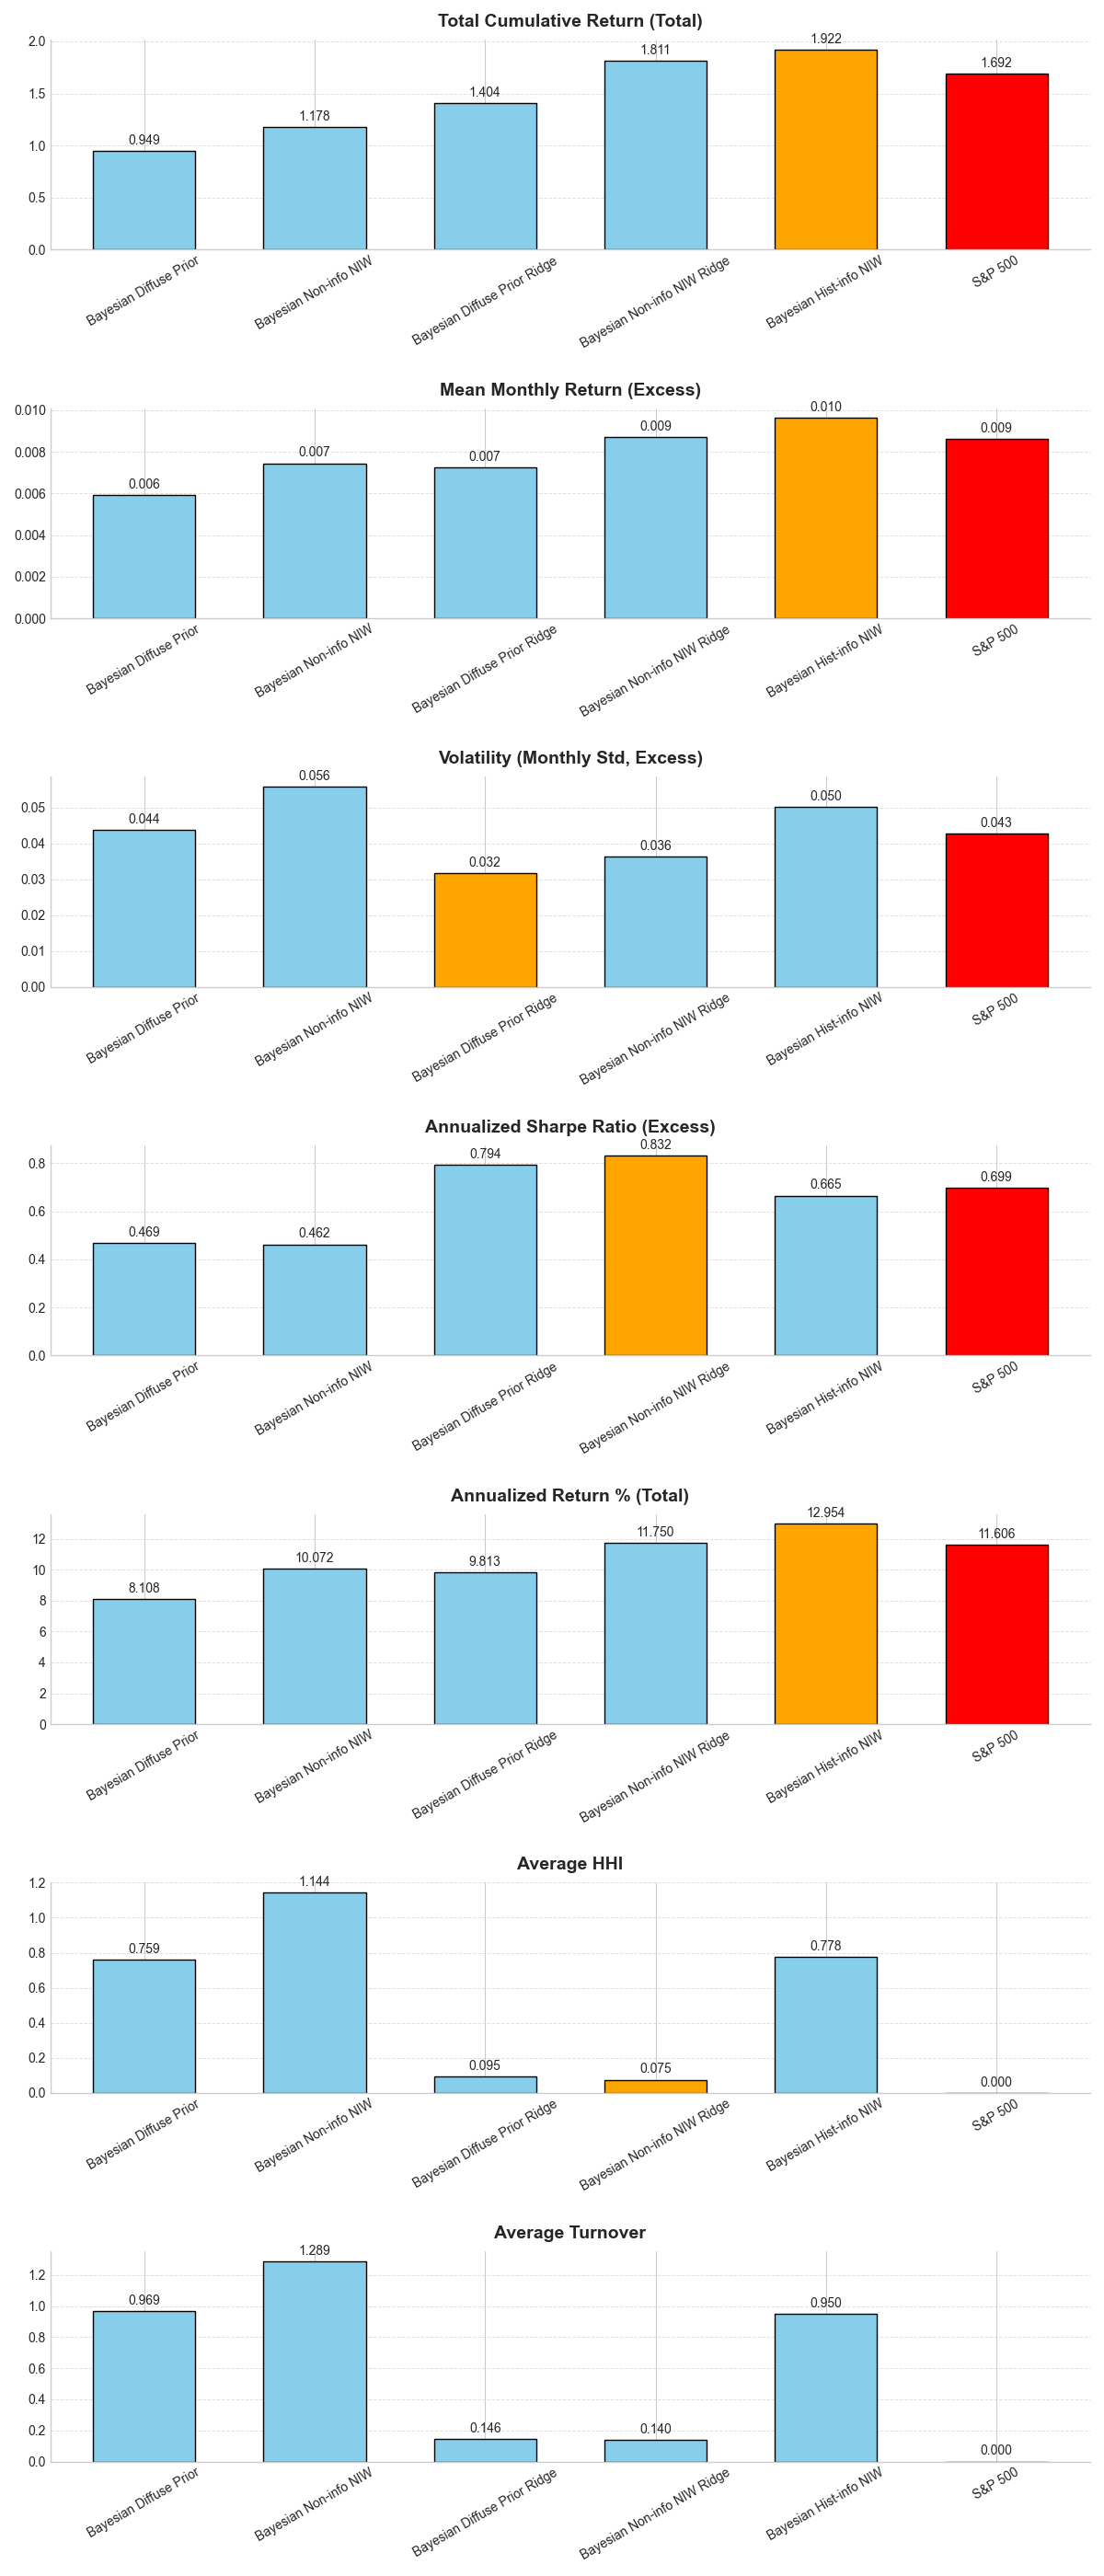 Total Cumulative Return (Total)
2.0
1.5
1.0
0.5
0.0
0.949
1.178
1.404
1.811
1.922
1.692
Bayesian Diffuse Prior
Bayesian Non-info NIW
Bayesian Diffuse Prior Ridge
Bayesian Non-info NIW Ridge
Bayesian Hist-info NIW
S&P 500
Mean Monthly Return (Excess)
0.010
0.008
0.006
0.004
0.002
0.000
0.006
0.007
0.007
0.009
0.010
0.009
Bayesian Diffuse Prior
Bayesian Non-info NIW
Bayesian Diffuse Prior Ridge
Bayesian Non-info NIW Ridge
Bayesian Hist-info NIW
S&P 500
Volatility (Monthly Std, Excess)
0.05
0.04
0.03
0.02
0.01
0.00
0.044
0.056
0.032
0.036
0.050
0.043
Bayesian Diffuse Prior
Bayesian Non-info NIW
Bayesian Diffuse Prior Ridge
Bayesian Non-info NIW Ridge
Bayesian Hist-info NIW
S&P 500
Annualized Sharpe Ratio (Excess)
0.8
0.6
0.4
0.2
0.0
0.469
0.462
0.794
0.832
0.665
0.699
Bayesian Diffuse Prior
Bayesian Non-info NIW
Bayesian Diffuse Prior Ridge
Bayesian Non-info NIW Ridge
Bayesian Hist-info NIW
S&P 500
Annualized Return % (Total)
12
10
8
6
4
2
0
8.108
10.072
9.813
11.750
12.954
11.606
Bayesian Diffuse Prior
Bayesian Non-info NIW
Bayesian Diffuse Prior Ridge
Bayesian Non-info NIW Ridge
Bayesian Hist-info NIW
S&P 500
Average HHI
1.2
1.0
0.8
0.6
0.4
0.2
0.0
0.759
1.144
0.095
0.075
0.778
0.000
Bayesian Diffuse Prior
Bayesian Non-info NIW
Bayesian Diffuse Prior Ridge
Bayesian Non-info NIW Ridge
Bayesian Hist-info NIW
S&P 500
Average Turnover
1.2
1.0
0.8
0.6
0.4
0.2
0.0
0.969
1.289
0.146
0.140
0.950
0.000
Bayesian Diffuse Prior
Bayesian Non-info NIW
Bayesian Diffuse Prior Ridge
Bayesian Non-info NIW Ridge
Bayesian Hist-info NIW
S&P 500